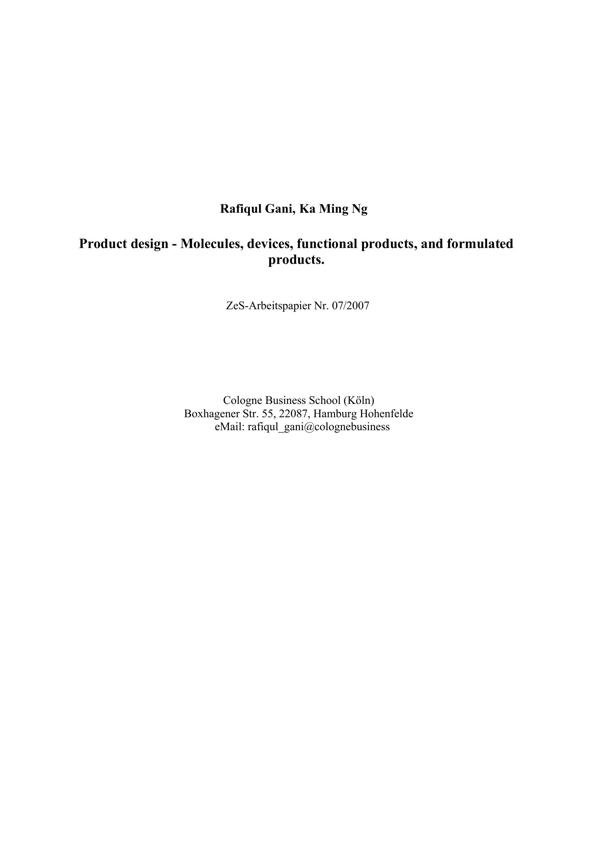 Rafiqul Gani, Ka Ming Ng
Product design - Molecules, devices, functional products, and formulated
products.
ZeS-Arbeitspapier Nr. 07/2007
Cologne Business School (Köln)
Boxhagener Str. 55, 22087, Hamburg Hohenfelde
eMail: rafiqul_gani@colognebusiness